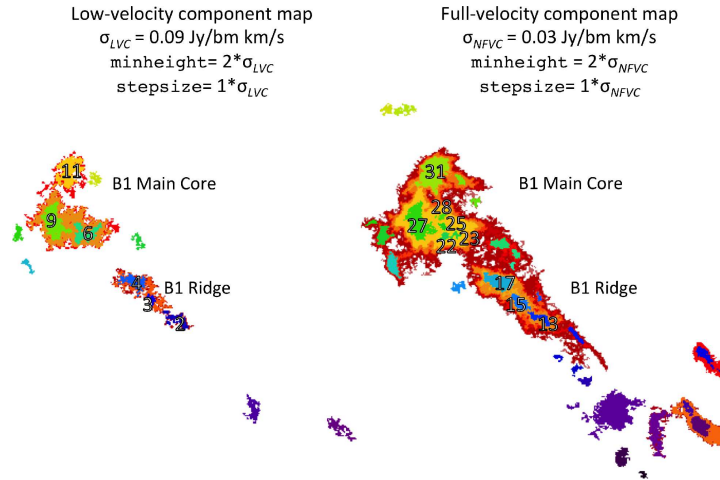 Low-velocity component map
σLVC = 0.09 Jy/bm km/s
minheight= 2*σLVC
stepsize= 1*σLVC
11
B1 Main Core
9
6
4
B1 Ridge
3
2
Full-velocity component map
σNFVC = 0.03 Jy/bm km/s
minheight = 2*σNFVC
stepsize= 1*σNFVC
31
B1 Main Core
28
27
25
23
22
17
B1 Ridge
15
13